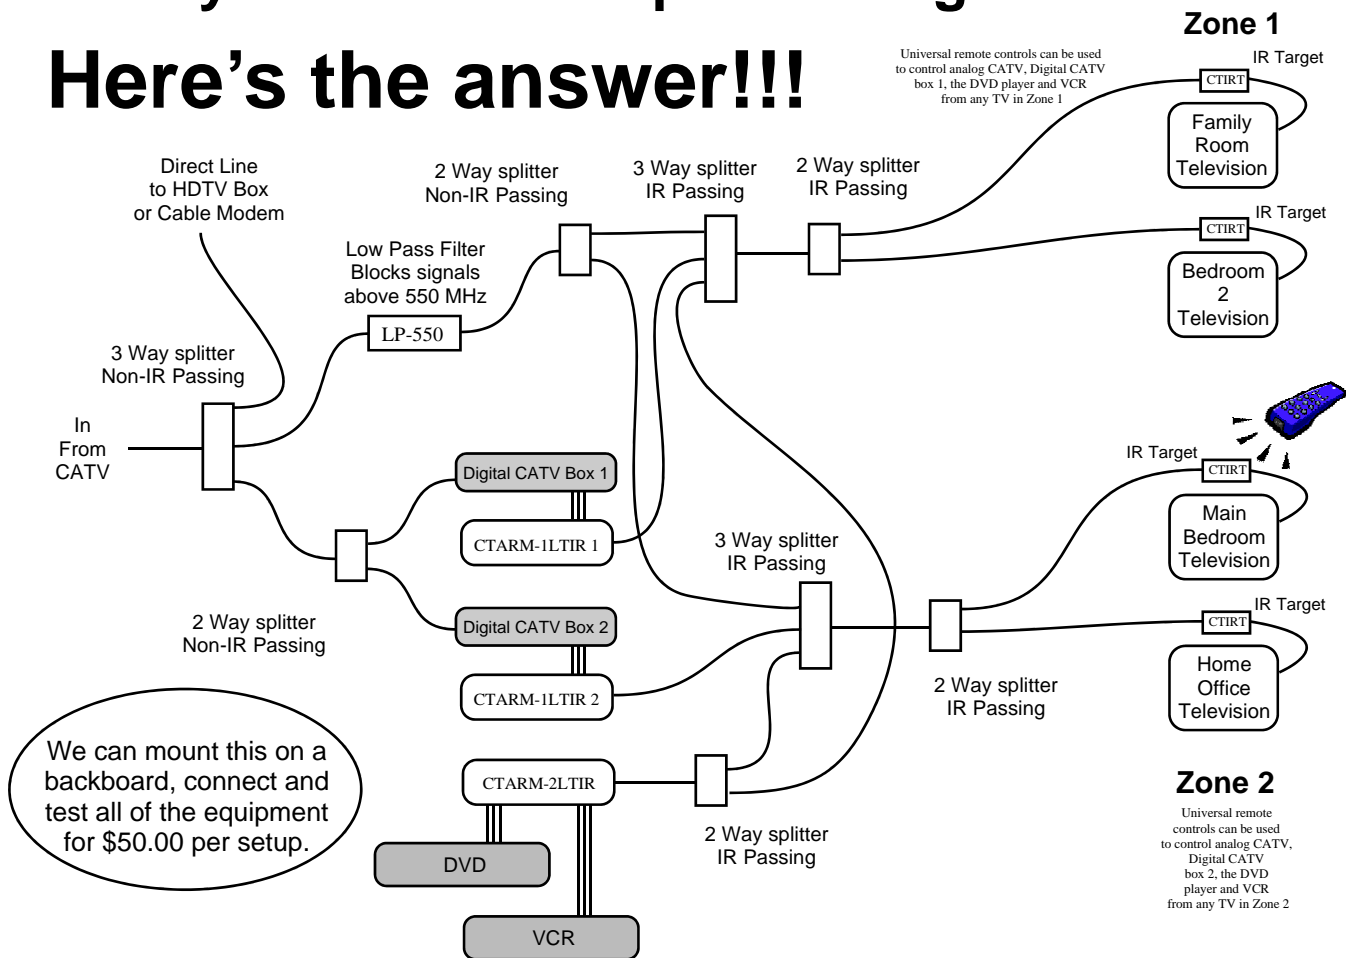 Here's the answer!!!
Zone 1
Universal remote controls can be used
to control analog CATV, Digital CATV
box 1, the DVD player and VCR
from any TV in Zone 1
IR Target
CTIRT
Family
Room
Television
Direct Line
to HDTV Box
or Cable Modem
2 Way splitter
Non-IR Passing
3 Way splitter
IR Passing
2 Way splitter
IR Passing
IR Target
CTIRT
Bedroom
2
Television
Low Pass Filter
Blocks signals
above 550 MHz
LP-550
3 Way splitter
Non-IR Passing
In
From
CATV
Digital CATV Box 1
CTARM-1LTIR 1
IR Target
CTIRT
Main
Bedroom
Television
3 Way splitter
IR Passing
2 Way splitter
Non-IR Passing
Digital CATV Box 2
CTARM-1LTIR 2
IR Target
CTIRT
Home
Office
Television
2 Way splitter
IR Passing
We can mount this on a
backboard, connect and
test all of the equipment
for $50.00 per setup.
CTARM-2LTIR
2 Way splitter
IR Passing
DVD
VCR
Zone 2
Universal remote
controls can be used
to control analog CATV,
Digital CATV
box 2, the DVD
player and VCR
from any TV in Zone 2